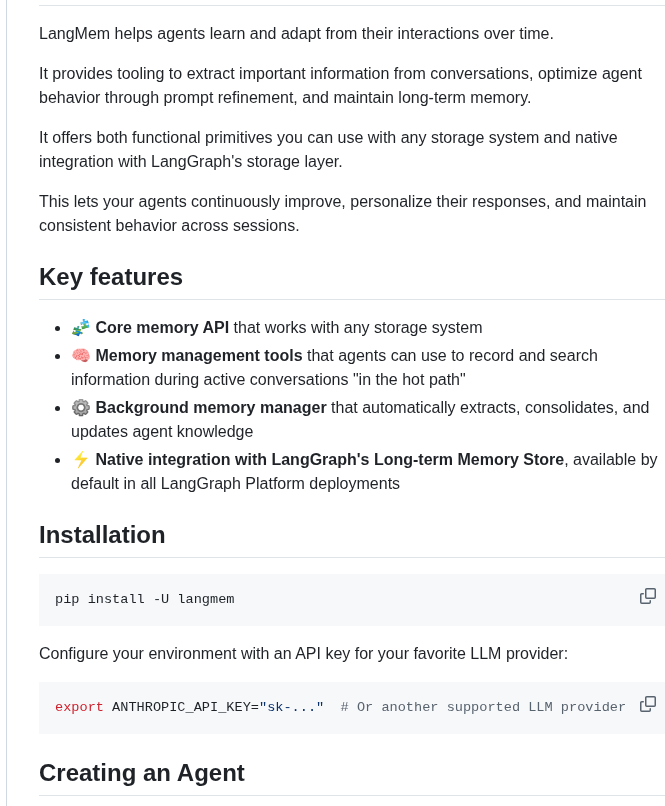 LangMem helps agents learn and adapt from their interactions over time.
It provides tooling to extract important information from conversations, optimize agent
behavior through prompt refinement, and maintain long-term memory.
It offers both functional primitives you can use with any storage system and native
integration with LangGraph's storage layer.
This lets your agents continuously improve, personalize their responses, and maintain
consistent behavior across sessions.
Key features
• 🧩 Core memory API that works with any storage system
• 🧠 Memory management tools that agents can use to record and search
information during active conversations "in the hot path"
• ⚙️ Background memory manager that automatically extracts, consolidates, and
updates agent knowledge
• ⚡ Native integration with LangGraph's Long-term Memory Store, available by
default in all LangGraph Platform deployments
Installation
pip install -U langmem
Configure your environment with an API key for your favorite LLM provider:
export ANTHROPIC_API_KEY="sk-..."  # Or another supported LLM provider
Creating an Agent